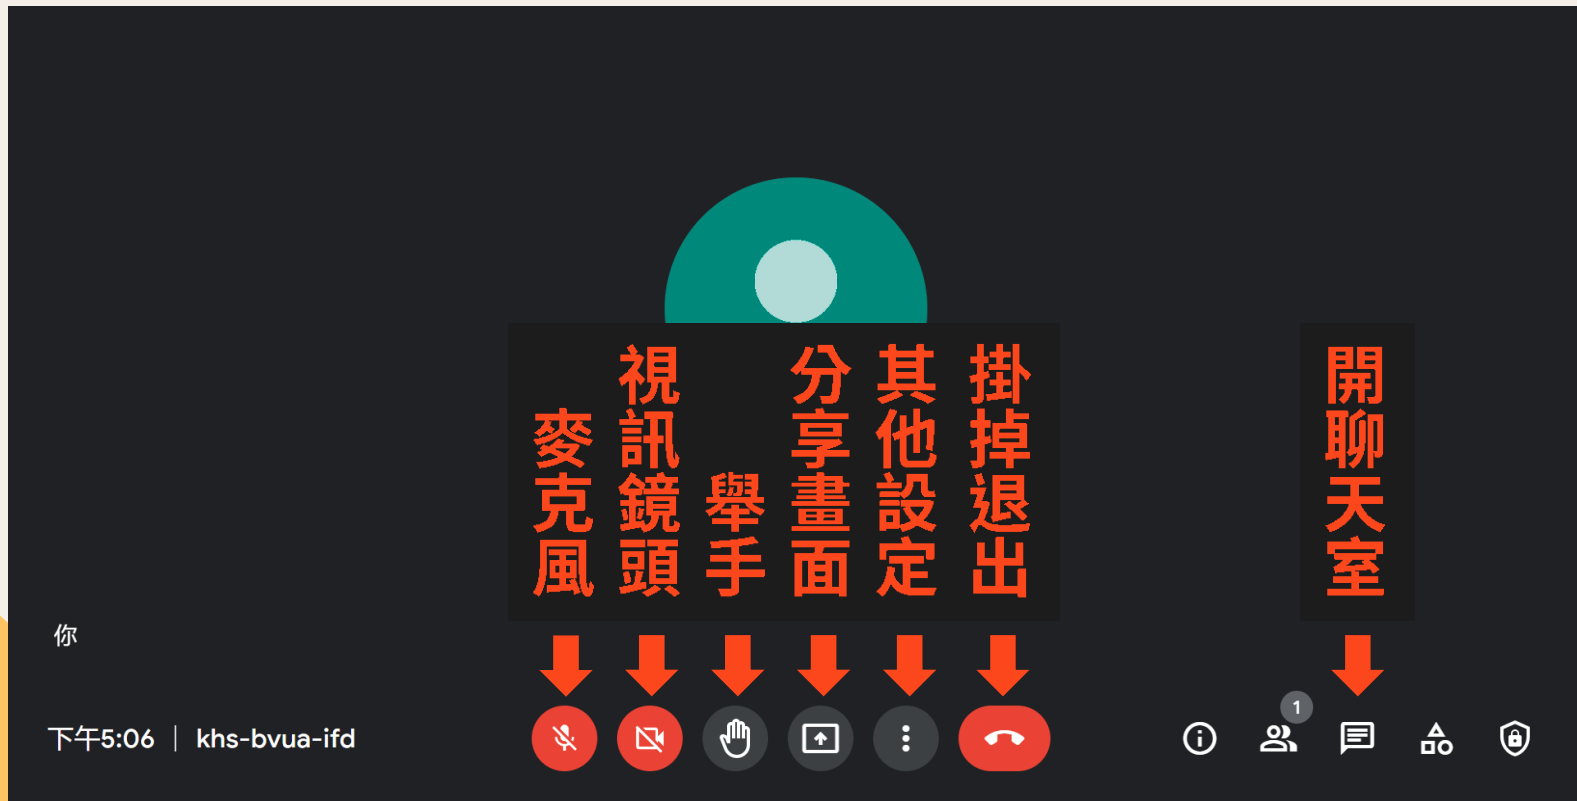 麥克風
視訊鏡頭
舉手
分享畫面
其他設定
掛掉退出
開聊天室
你
下午5:06 | khs-bvua-ifd
1